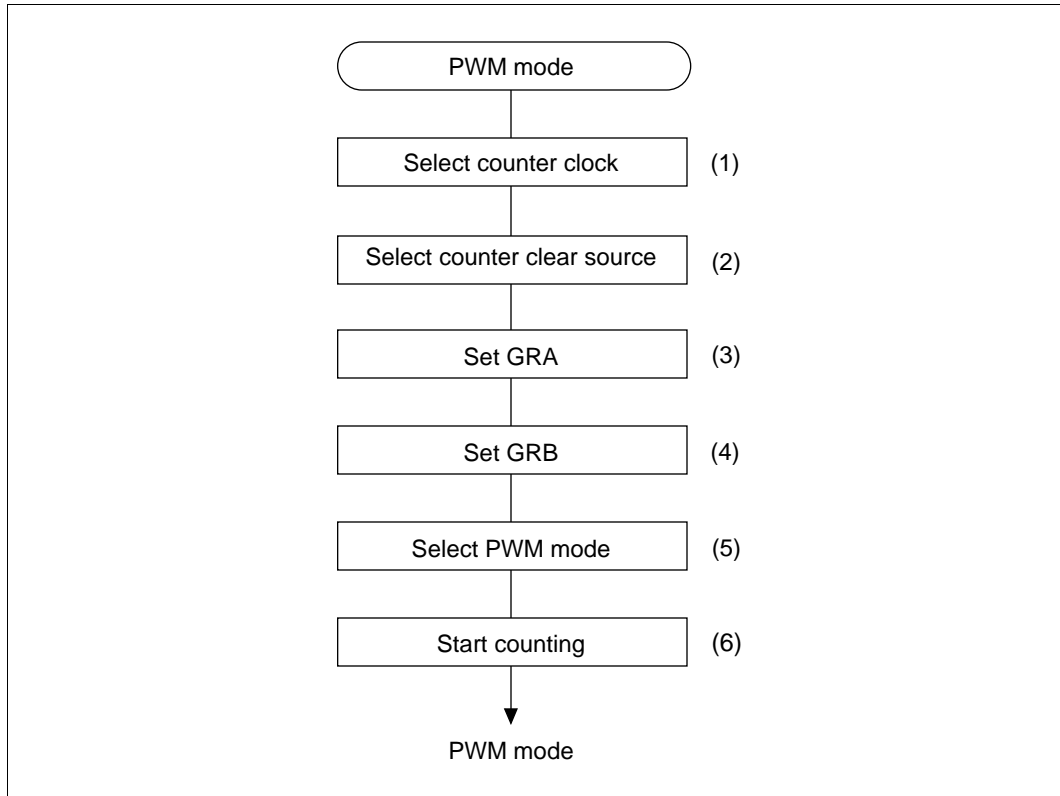 PWM mode
Select counter clock (1)
Select counter clear source (2)
Set GRA (3)
Set GRB (4)
Select PWM mode (5)
Start counting (6)
PWM mode